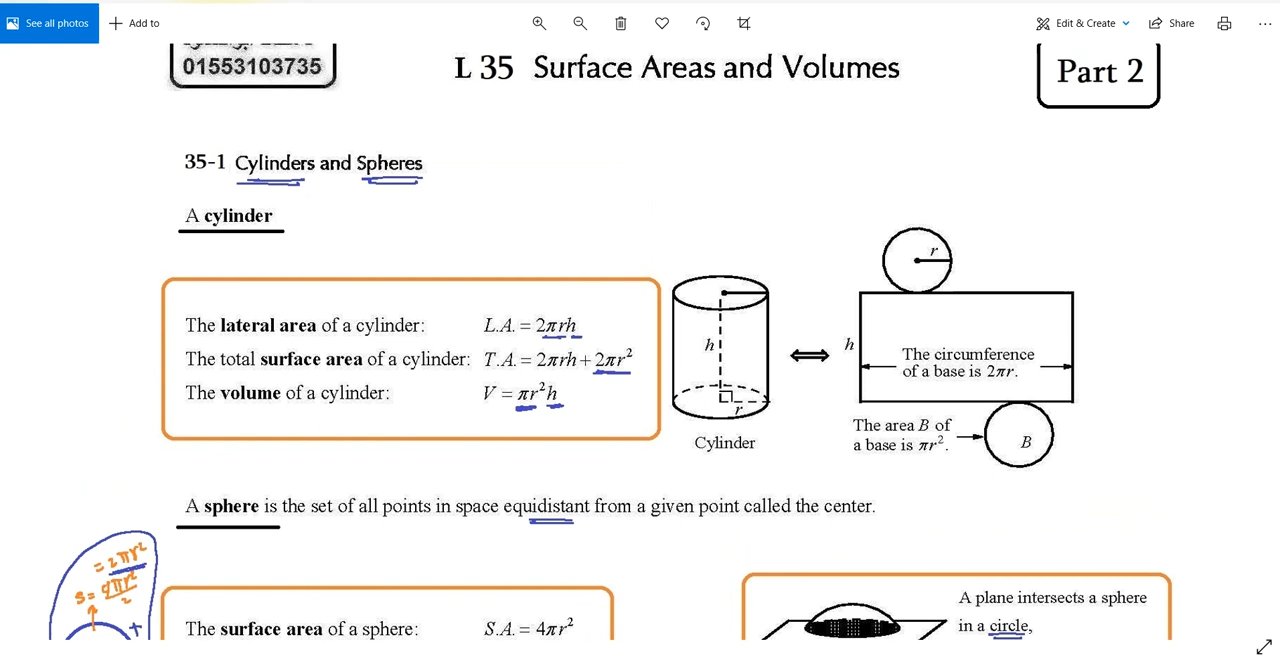 See all photos
Add to
Edit & Create
Share
01553103735
L 35 Surface Areas and Volumes
Part 2
35-1 Cylinders and Spheres
A cylinder
The lateral area of a cylinder: L.A. = 2πrh
The total surface area of a cylinder: T.A. = 2πrh + 2πr²
The volume of a cylinder: V = πr²h
h
r
Cylinder
r
h
The circumference
of a base is 2πr.
The area B of
a base is πr².
B
A sphere is the set of all points in space equidistant from a given point called the center.
= 2πr²
S =
2
The surface area of a sphere: S.A. = 4πr²
A plane intersects a sphere
in a circle,